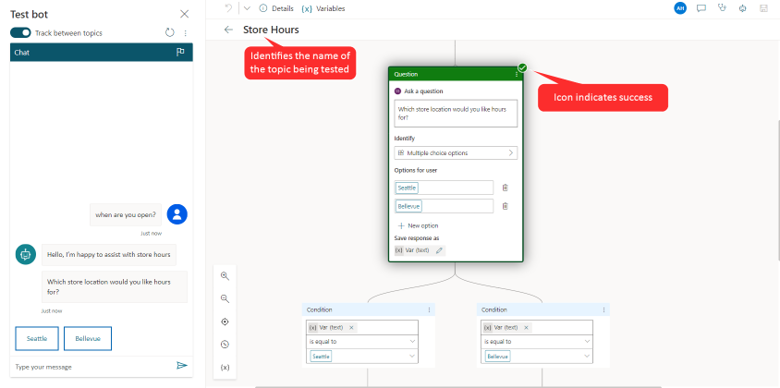 Test bot
Track between topics
Chat
when are you open?
Just now
Hello, I'm happy to assist with store hours
Which store location would you like hours
for?
Just now
Seattle
Bellevue
Type your message
Details
{x} Variables
AH
Store Hours
Identifies the name of
the topic being tested
Icon indicates success
Question
Ask a question
Which store location would you like hours
for?
Identify
Multiple choice options
Options for user
Seattle
Bellevue
+ New option
Save response as
{x} Var (text)
{x}
Condition
{x} Var (text) ×
is equal to
Seattle
Condition
{x} Var (text) ×
is equal to
Bellevue